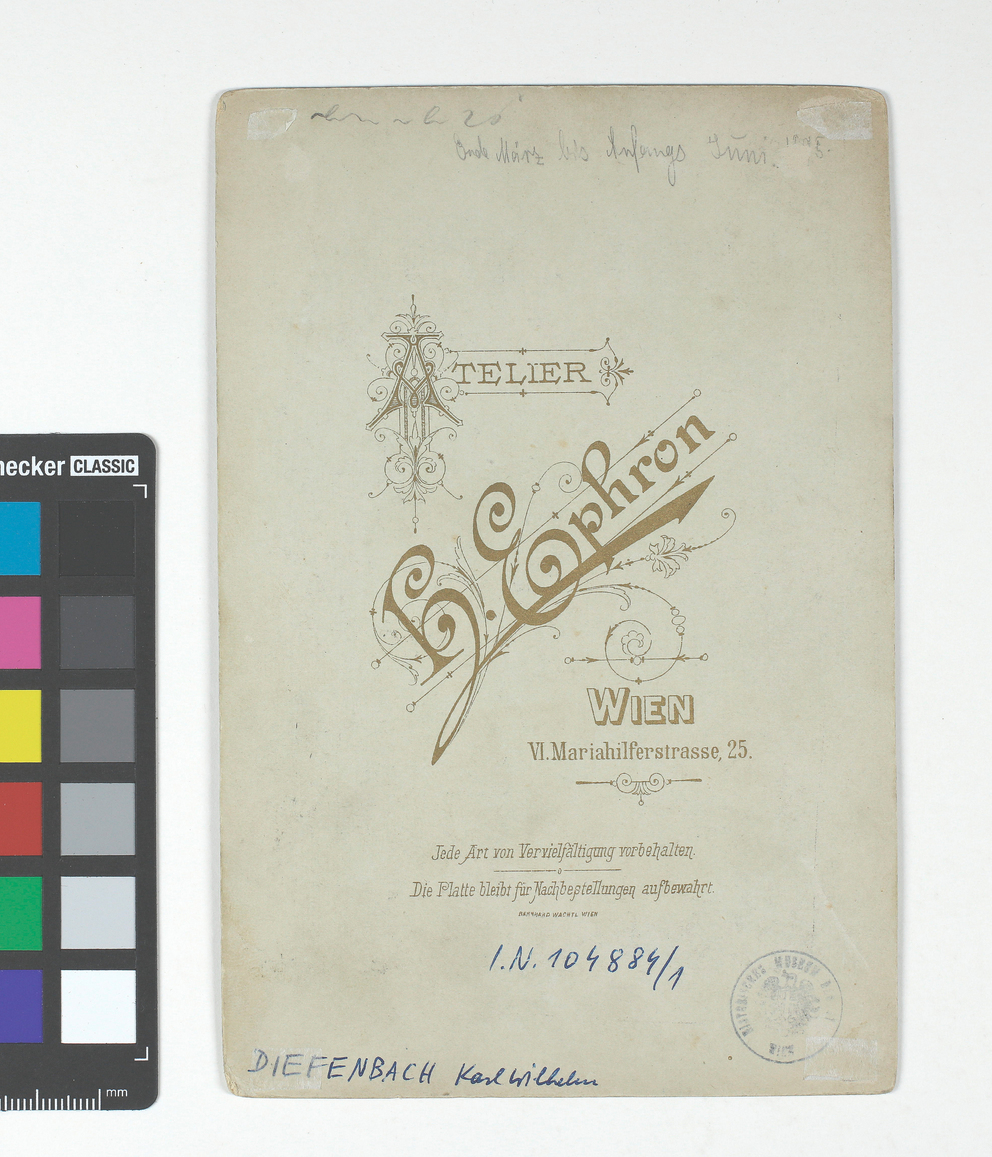 Ende März bis Anfangs Juni
ATELIER
H. Ephron
WIEN
VI. Mariahilferstrasse, 25.
Jede Art von Vervielfältigung vorbehalten.
Die Platte bleibt für Nachbestellungen aufbewahrt.
BERNHARD WACHTL WIEN
I.N. 104884/1
DIEFENBACH Karl Wilhelm
necker CLASSIC
mm